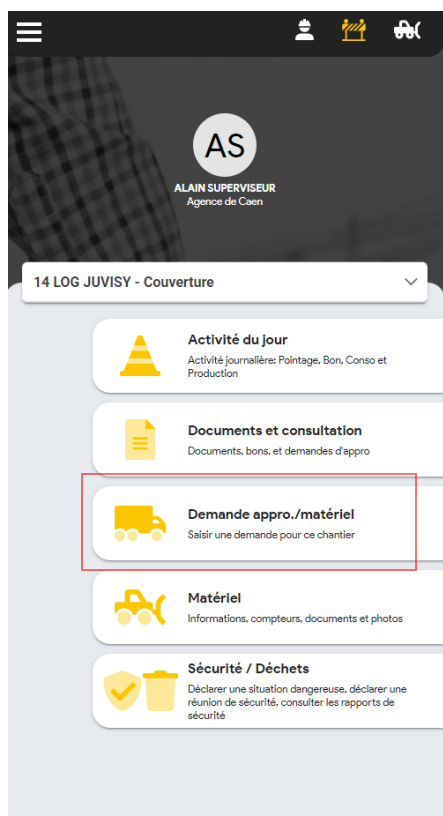 AS
ALAIN SUPERVISEUR
Agence de Caen
14 LOG JUVISY - Couverture
Activité du jour
Activité journalière: Pointage, Bon, Conso et
Production
Documents et consultation
Documents, bons, et demandes d'appro
Demande appro./matériel
Saisir une demande pour ce chantier
Matériel
Informations, compteurs, documents et photos
Sécurité / Déchets
Déclarer une situation dangereuse, déclarer une
réunion de sécurité, consulter les rapports de
sécurité